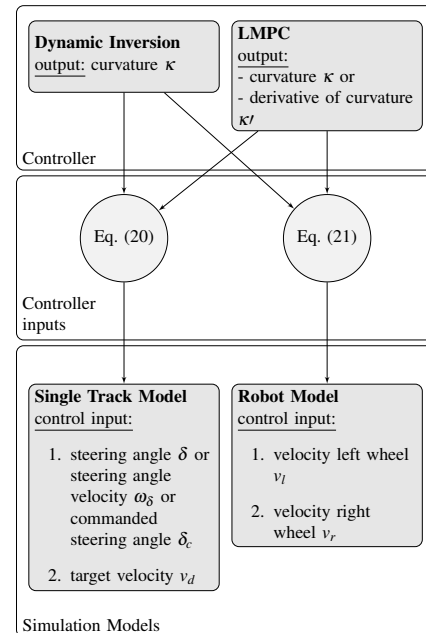 Dynamic Inversion
output: curvature κ
LMPC
output:
- curvature κ or
- derivative of curvature
κ′
Controller
Eq. (20)
Eq. (21)
Controller
inputs
Single Track Model
control input:
1. steering angle δ or
steering angle
velocity ω_δ or
commanded
steering angle δ_c
2. target velocity v_d
Robot Model
control input:
1. velocity left wheel
v_l
2. velocity right
wheel v_r
Simulation Models